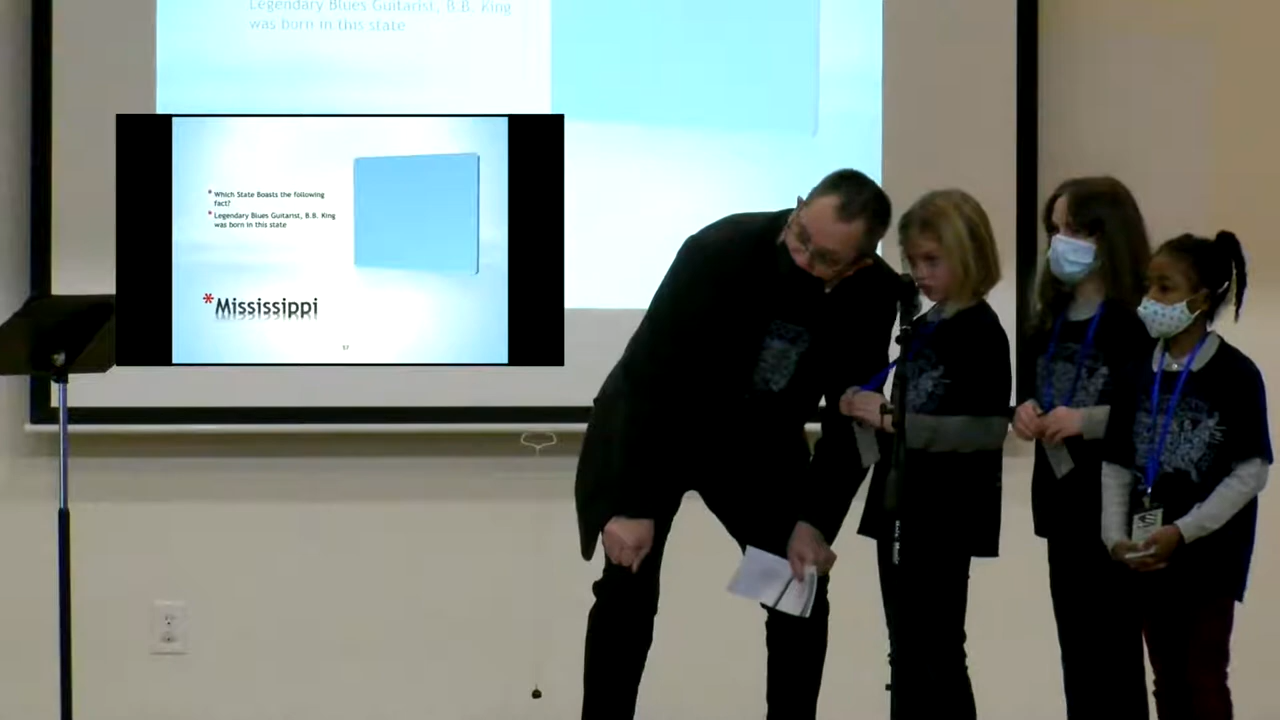 Legendary Blues Guitarist, B.B. King
was born in this state
* Which State Boasts the following
fact?
* Legendary Blues Guitarist, B.B. King
was born in this state
*Mississippi
57